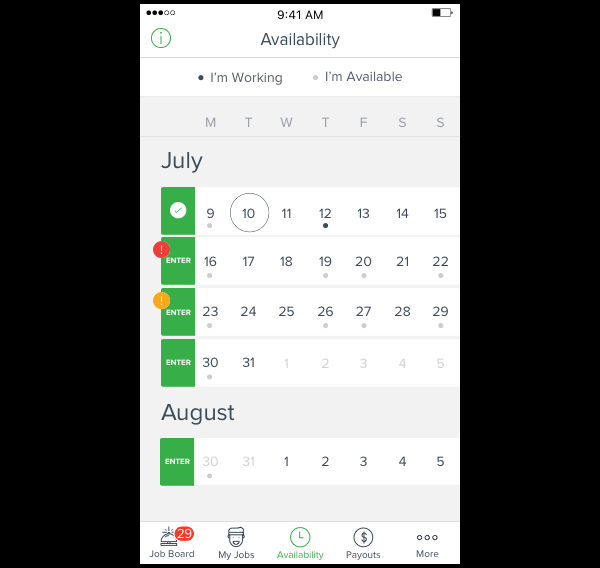 9:41 AM
i
Availability
I'm Working I'm Available
M T W T F S S
July
9 10 11 12 13 14 15
!
ENTER 16 17 18 19 20 21 22
!
ENTER 23 24 25 26 27 28 29
ENTER 30 31 1 2 3 4 5
August
ENTER 30 31 1 2 3 4 5
29 $
Job Board My Jobs Availability Payouts More